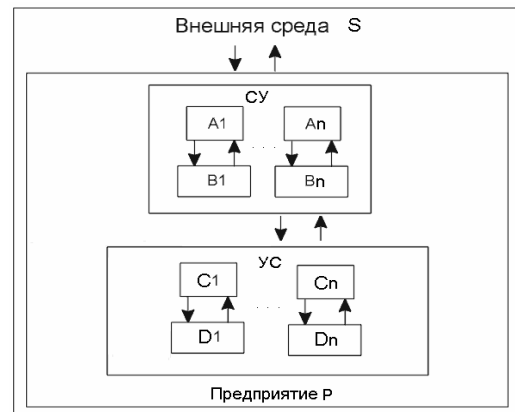 Внешняя среда S
СУ
A1 ... An
B1 Bn
УС
C1 ... Cn
D1 Dn
Предприятие P